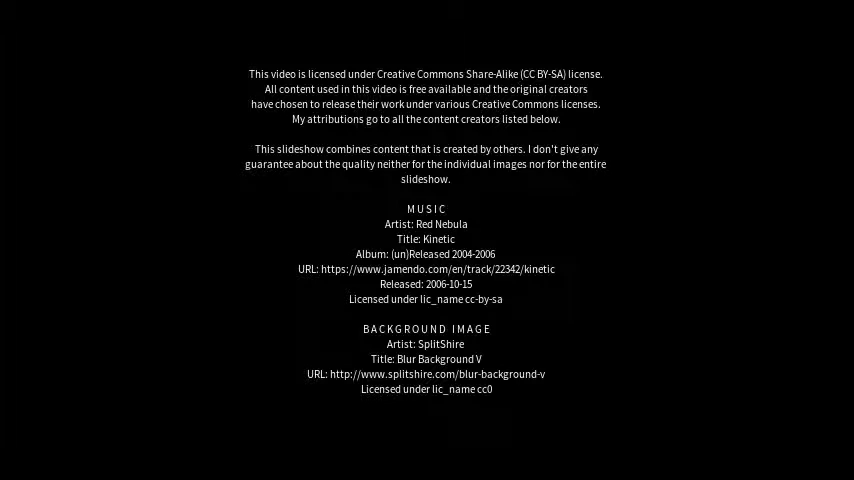 This video is licensed under Creative Commons Share-Alike (CC BY-SA) license.
All content used in this video is free available and the original creators
have chosen to release their work under various Creative Commons licenses.
My attributions go to all the content creators listed below.
This slideshow combines content that is created by others. I don't give any
guarantee about the quality neither for the individual images nor for the entire
slideshow.
MUSIC
Artist: Red Nebula
Title: Kinetic
Album: (un)Released 2004-2006
URL: https://www.jamendo.com/en/track/22342/kinetic
Released: 2006-10-15
Licensed under lic_name cc-by-sa
BACKGROUND IMAGE
Artist: SplitShire
Title: Blur Background V
URL: http://www.splitshire.com/blur-background-v
Licensed under lic_name cc0